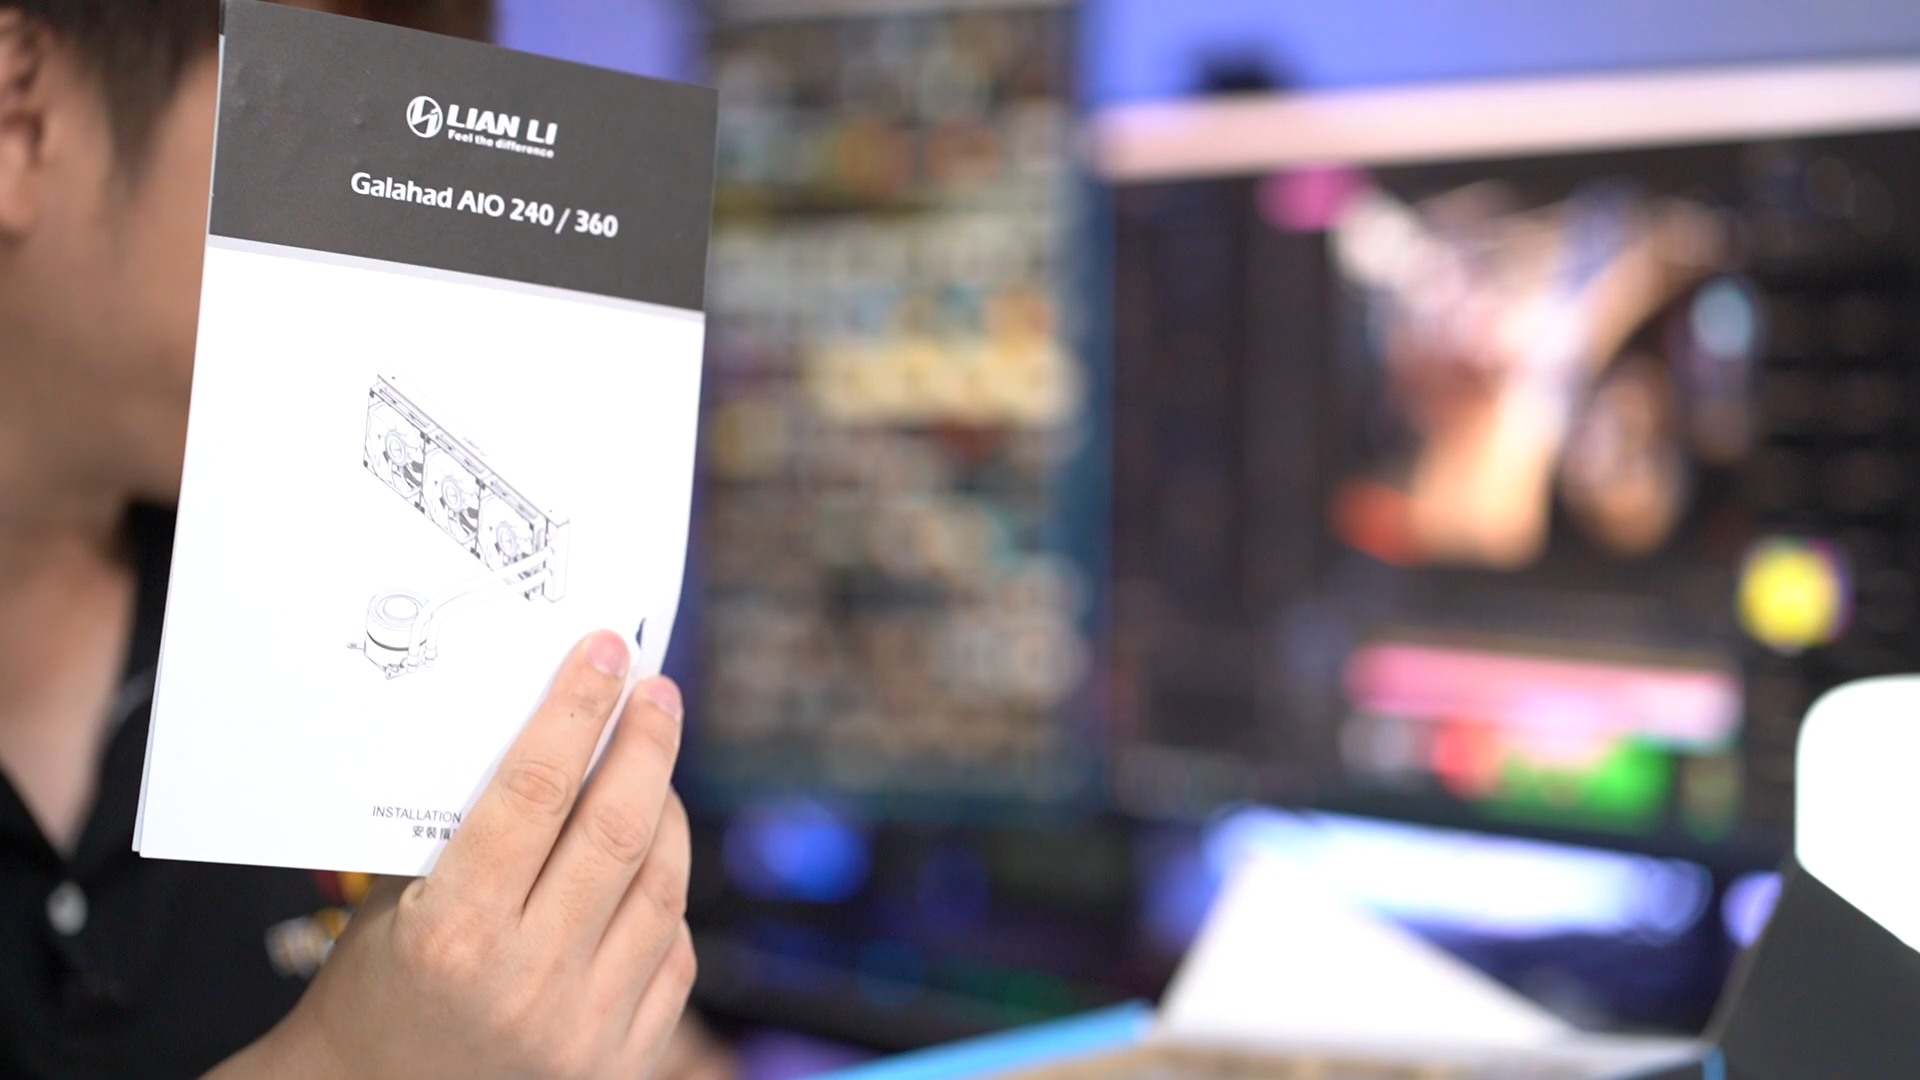 LIAN LI
Feel the difference
Galahad AIO 240 / 360
INSTALLATION
安裝